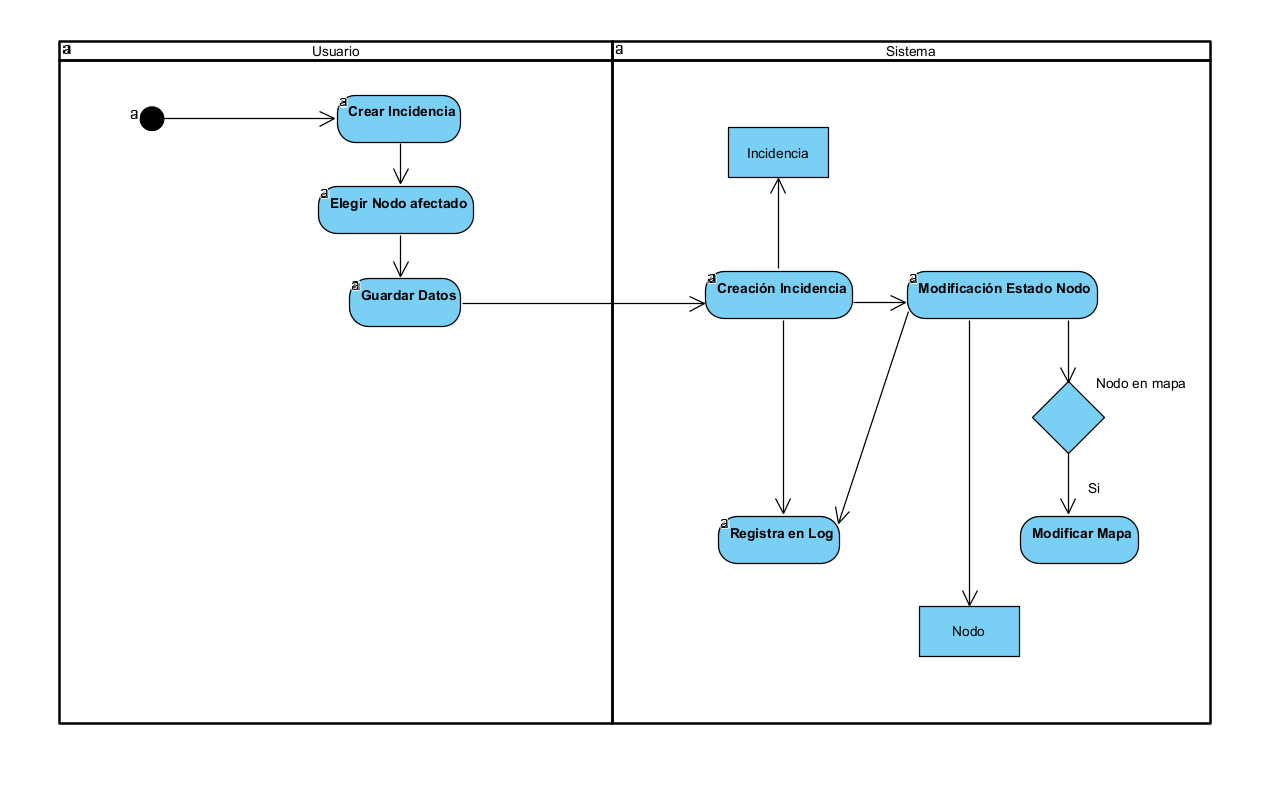 a
Usuario
a
Sistema
a
a
Crear Incidencia
a
Elegir Nodo afectado
a
Guardar Datos
Incidencia
a
Creación Incidencia
a
Modificación Estado Nodo
Nodo en mapa
Si
a
Registra en Log
Modificar Mapa
Nodo